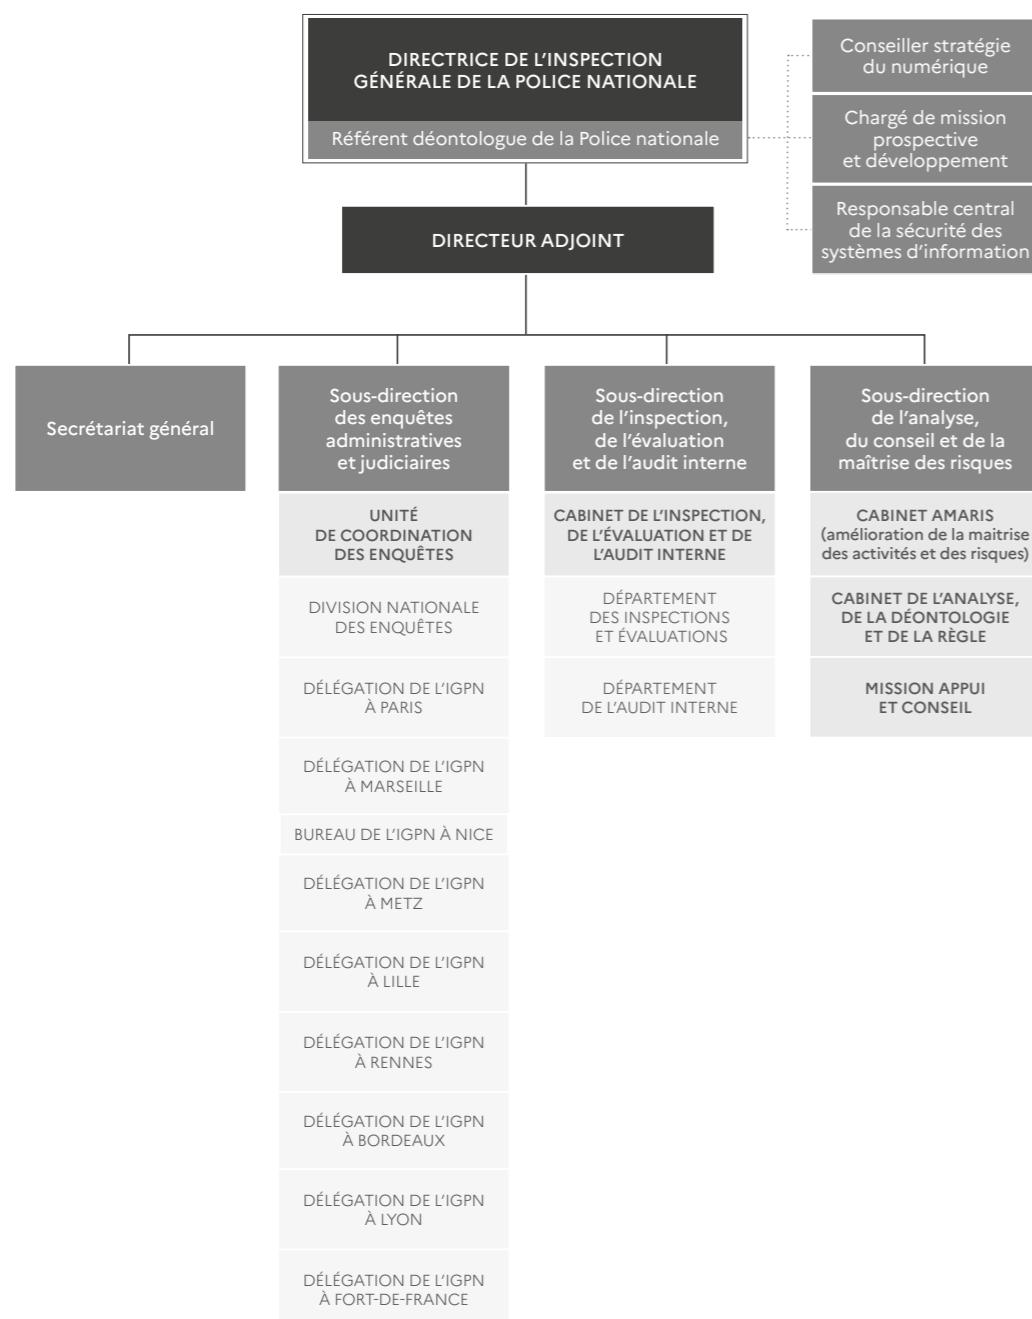 DIRECTRICE DE L'INSPECTION
GÉNÉRALE DE LA POLICE NATIONALE
Référent déontologue de la Police nationale
Conseiller stratégie
du numérique
Chargé de mission
prospective
et développement
Responsable central
de la sécurité des
systèmes d'information
DIRECTEUR ADJOINT
Secrétariat général
Sous-direction
des enquêtes
administratives
et judiciaires
UNITÉ
DE COORDINATION
DES ENQUÊTES
DIVISION NATIONALE
DES ENQUÊTES
DÉLÉGATION DE L'IGPN
À PARIS
DÉLÉGATION DE L'IGPN
À MARSEILLE
BUREAU DE L'IGPN À NICE
DÉLÉGATION DE L'IGPN
À METZ
DÉLÉGATION DE L'IGPN
À LILLE
DÉLÉGATION DE L'IGPN
À RENNES
DÉLÉGATION DE L'IGPN
À BORDEAUX
DÉLÉGATION DE L'IGPN
À LYON
DÉLÉGATION DE L'IGPN
À FORT-DE-FRANCE
Sous-direction
de l'inspection,
de l'évaluation
et de l'audit interne
CABINET DE L'INSPECTION,
DE L'ÉVALUATION ET DE
L'AUDIT INTERNE
DÉPARTEMENT
DES INSPECTIONS
ET ÉVALUATIONS
DÉPARTEMENT
DE L'AUDIT INTERNE
Sous-direction
de l'analyse,
du conseil et de la
maîtrise des risques
CABINET AMARIS
(amélioration de la maitrise
des activités et des risques)
CABINET DE L'ANALYSE,
DE LA DÉONTOLOGIE
ET DE LA RÈGLE
MISSION APPUI
ET CONSEIL